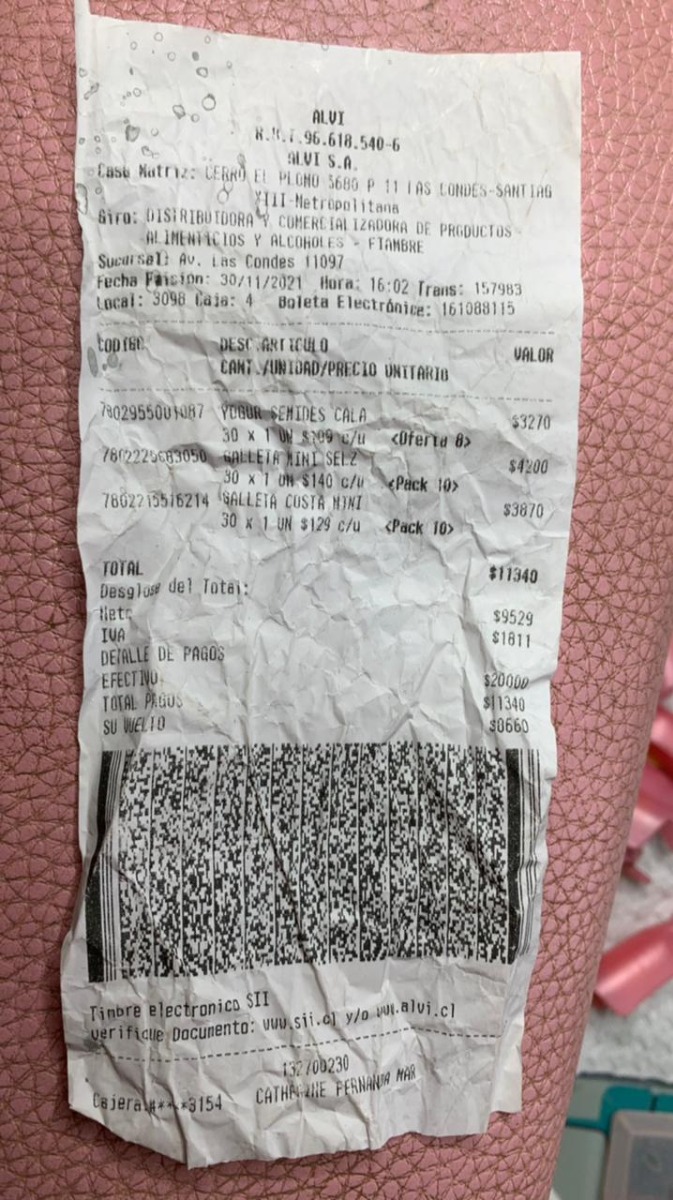 ALVI
R.U.T.96.618.540-6
ALVI S.A.
Casa Matriz: CERRO EL PLOMO 5680 P 11 LAS CONDES-SANTIAG
XIII-Metropolitana
Giro: DISTRIBUIDORA Y COMERCIALIZADORA DE PRODUCTOS
ALIMENTICIOS Y ALCOHOLES - FIAMBRE
Sucursal: Av. Las Condes 11097
Fecha Emision: 30/11/2021 Hora: 16:02 Trans: 157983
Local: 3098 Caja: 4 Boleta Electrónica: 161088115
CODIGO DESC.ARTICULO VALOR
CANT./UNIDAD/PRECIO UNITARIO
7802955001087 YOGUR SEMIDES CALA $3270
30 x 1 UN $109 c/u <Oferta 8>
GALLETA MINI SELZ $4200
30 x 1 UN $140 c/u <Pack 10>
7802215516214 GALLETA COSTA MINI $3870
30 x 1 UN $129 c/u <Pack 10>
TOTAL $11340
Desglose del Total:
Neto $9529
IVA $1811
DETALLE DE PAGOS
EFECTIVO $20000
TOTAL PAGOS $11340
SU VUELTO
Timbre electronico SII
Verifique Documento: www.sii.cl y/o www.alvi.cl
132700230
Cajera:#***3154 CATHERINE FERNANDA MAR